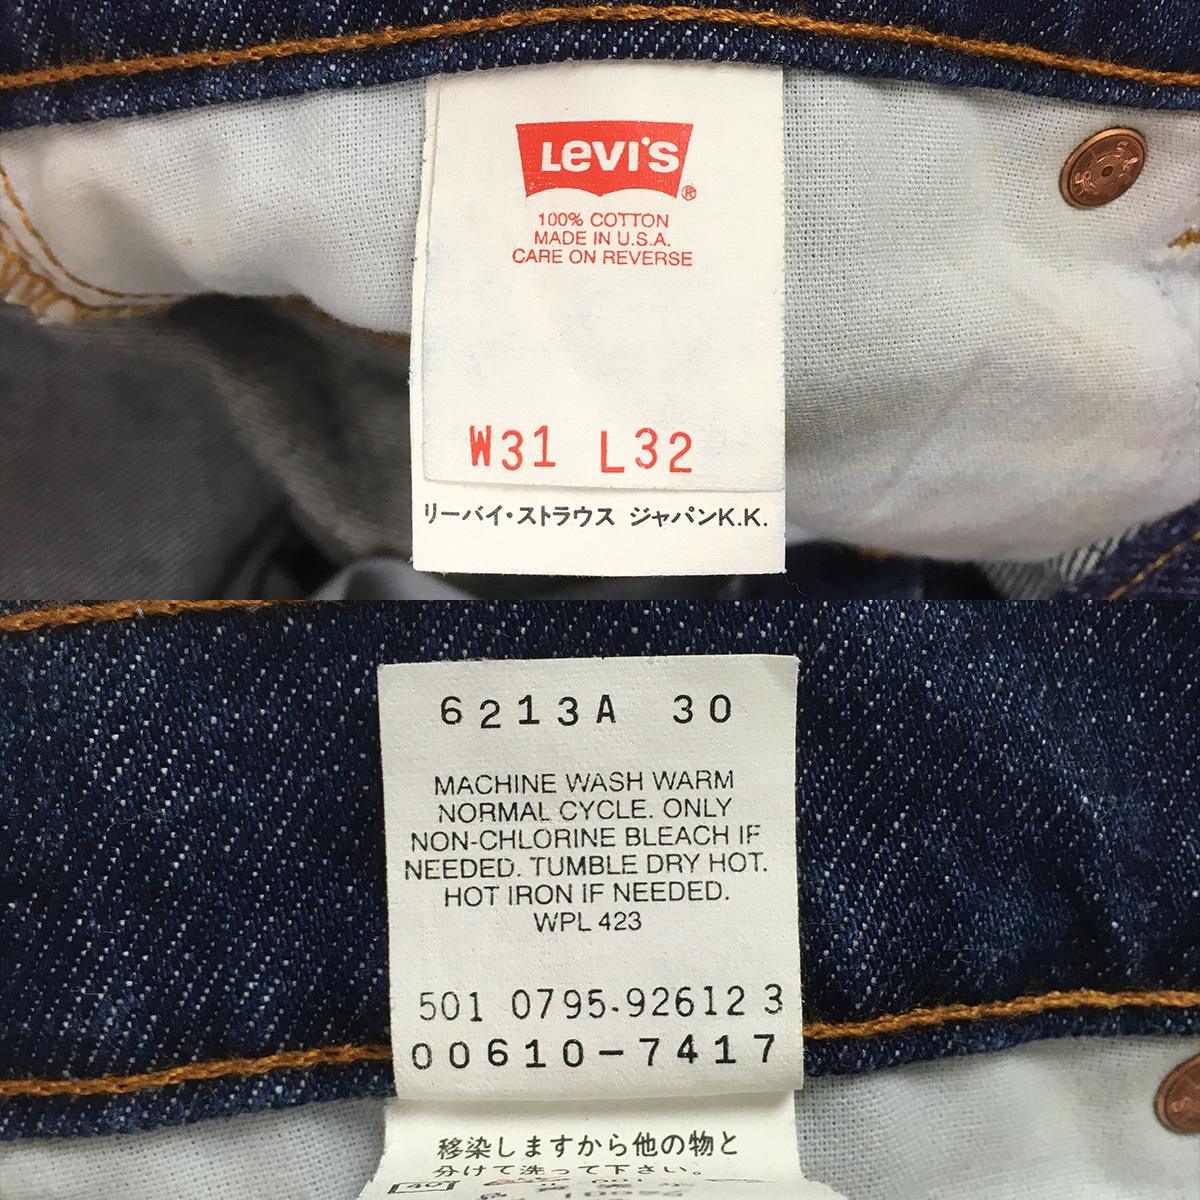 LEVI'S ®
100% COTTON
MADE IN U.S.A.
CARE ON REVERSE
W31 L32
リーバイ・ストラウス ジャパンK.K.
6213A 30
MACHINE WASH WARM
NORMAL CYCLE. ONLY
NON-CHLORINE BLEACH IF
NEEDED. TUMBLE DRY HOT.
HOT IRON IF NEEDED.
WPL 423
501 0795-926123
00610-7417
移染しますから他の物と
分けて洗って下さい。